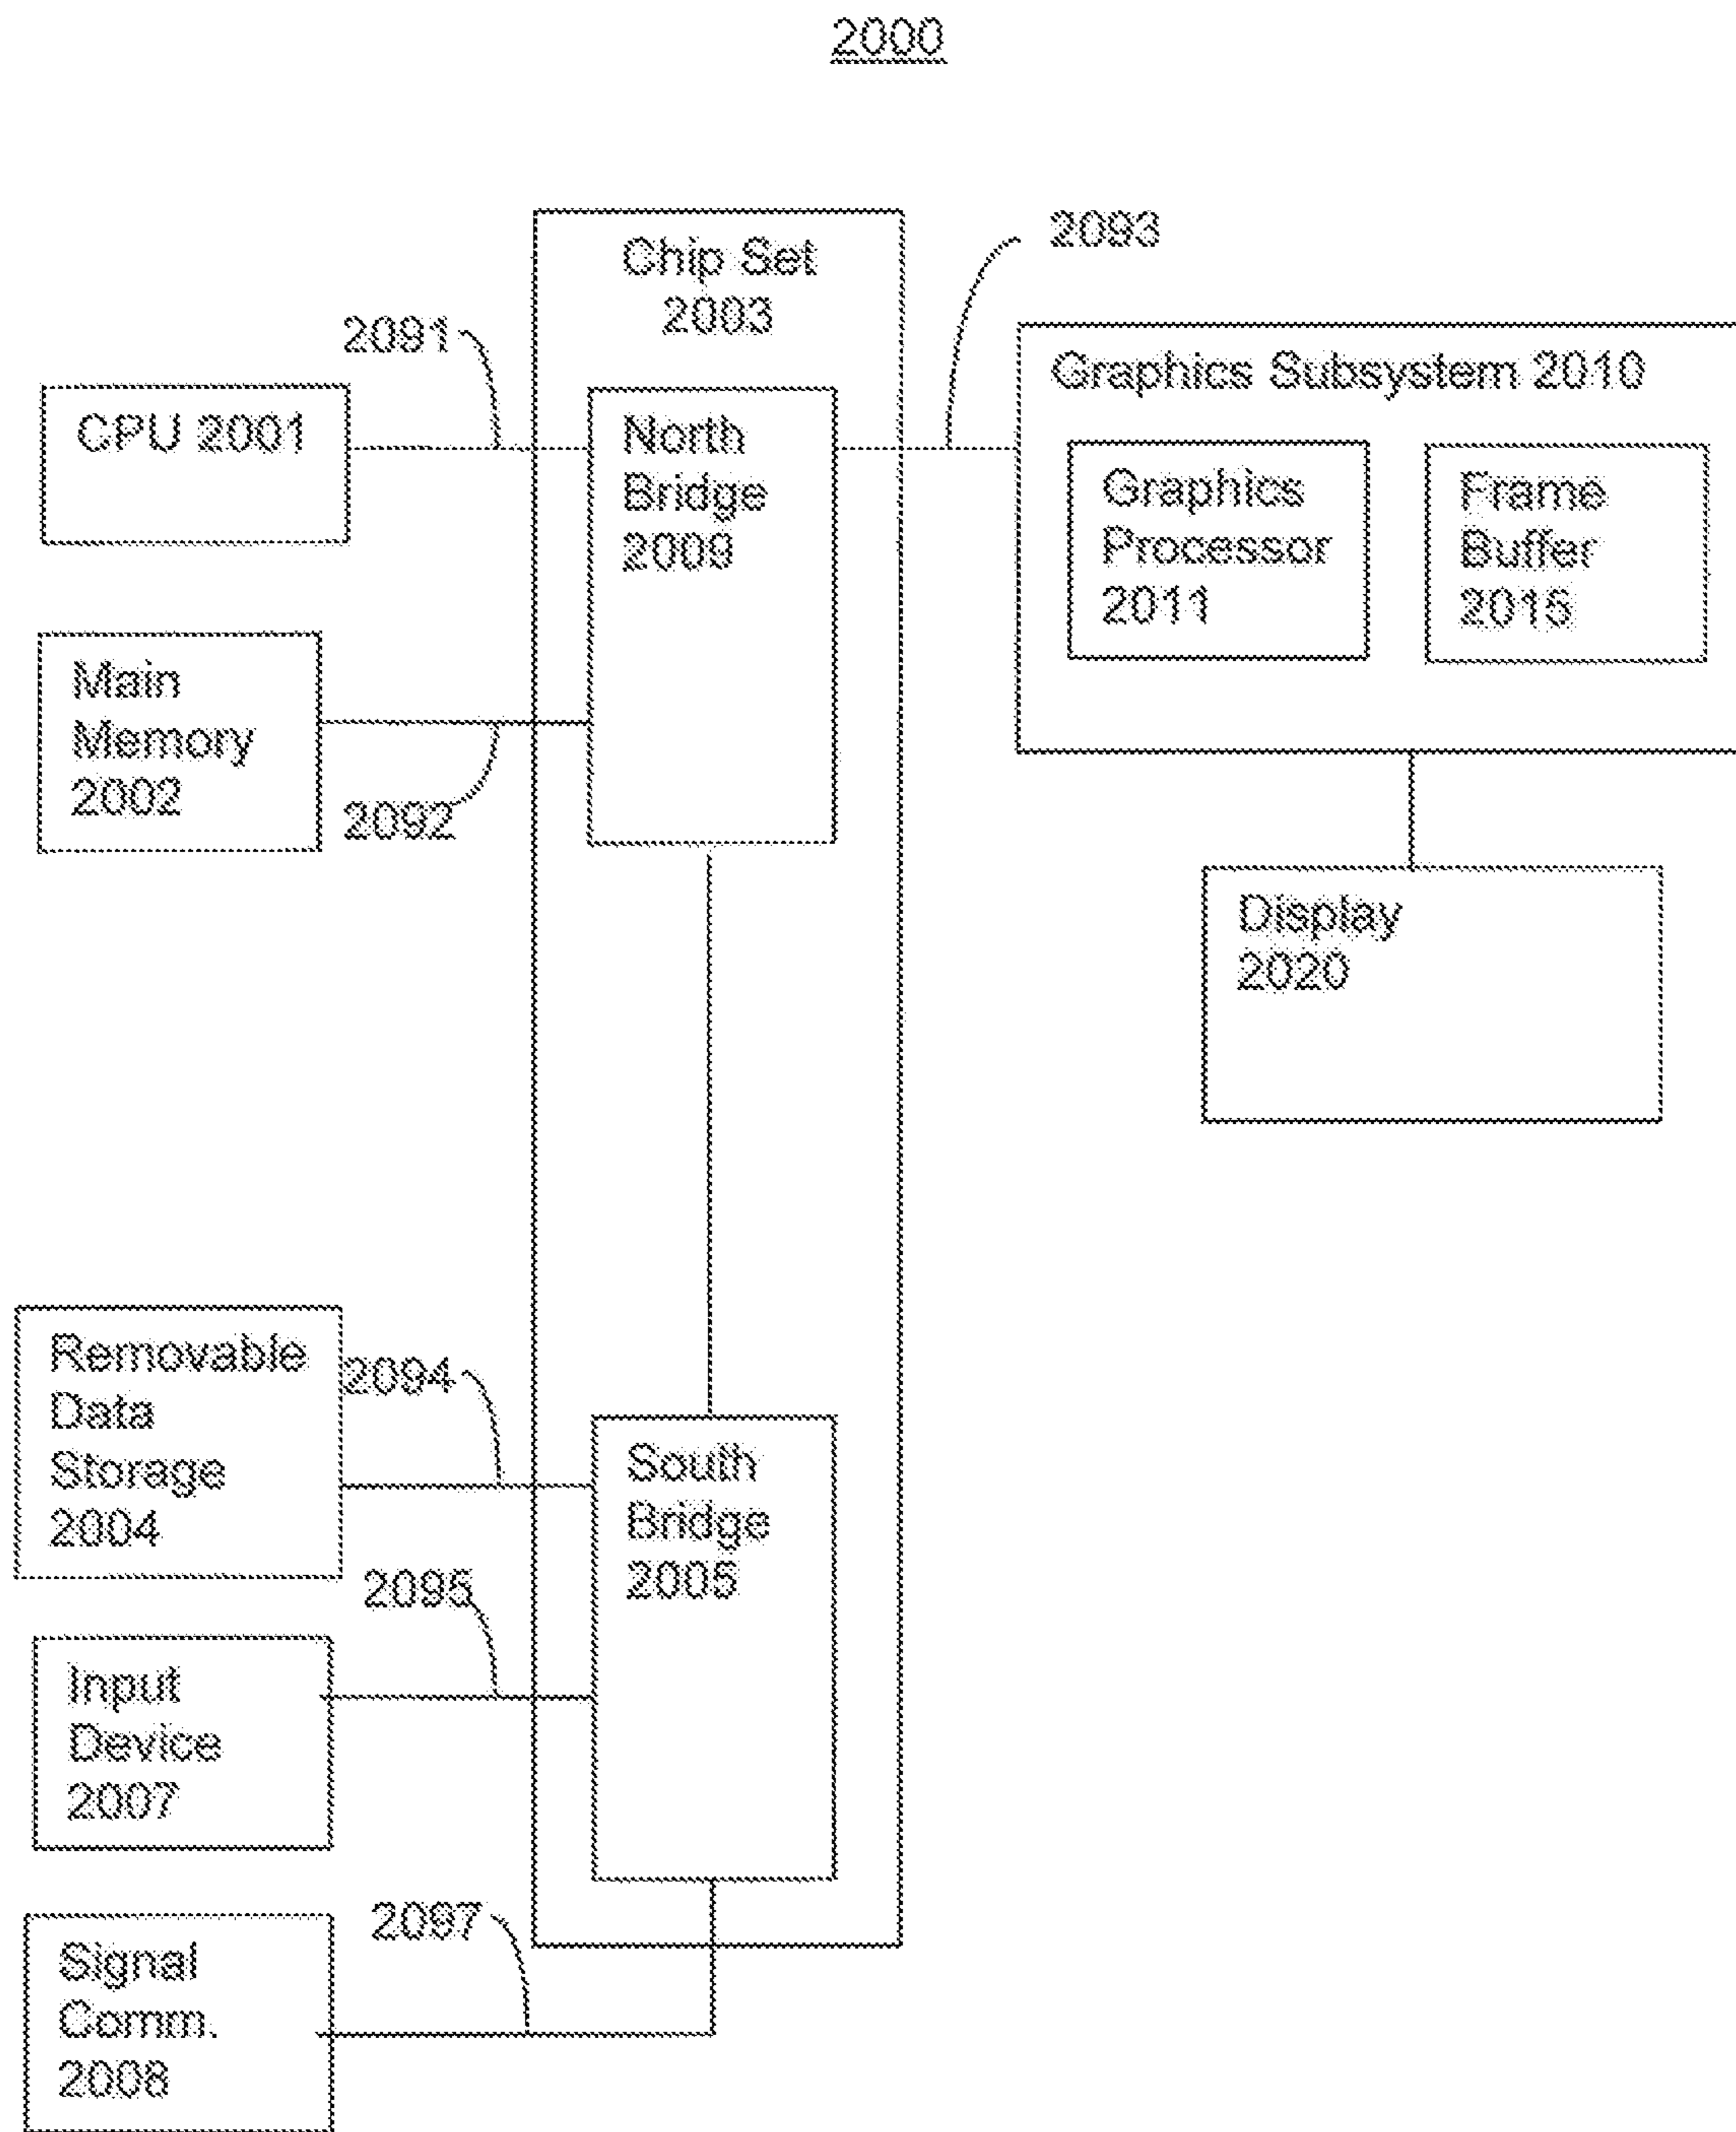 2000
Chip Set
2003
2093
2091
Graphics Subsystem 2010
CPU 2001
North
Bridge
2009
Graphics
Processor
2011
Frame
Buffer
2015
Main
Memory
2002
2092
Display
2020
Removable
Data
Storage
2004
2094
South
Bridge
2005
2095
Input
Device
2007
2097
Signal
Comm.
2008